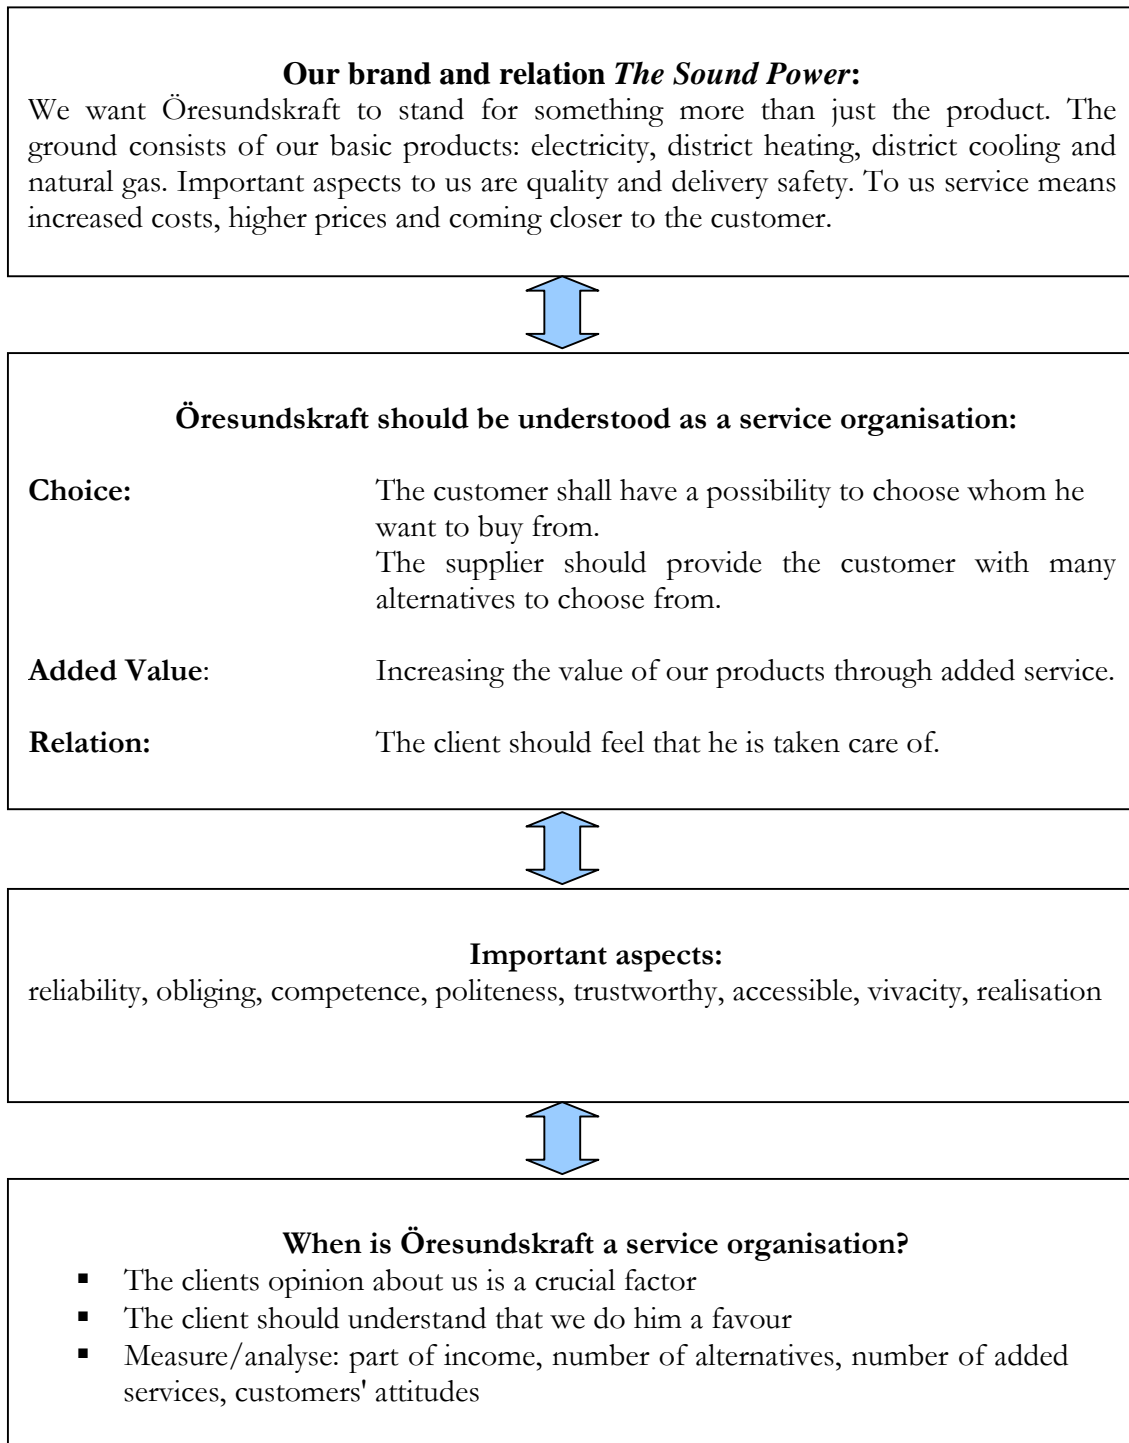 Our brand and relation The Sound Power:
We want Öresundskraft to stand for something more than just the product. The
ground consists of our basic products: electricity, district heating, district cooling and
natural gas. Important aspects to us are quality and delivery safety. To us service means
increased costs, higher prices and coming closer to the customer.
Öresundskraft should be understood as a service organisation:
Choice: The customer shall have a possibility to choose whom he
want to buy from.
The supplier should provide the customer with many
alternatives to choose from.
Added Value: Increasing the value of our products through added service.
Relation: The client should feel that he is taken care of.
Important aspects:
reliability, obliging, competence, politeness, trustworthy, accessible, vivacity, realisation
When is Öresundskraft a service organisation?
▪ The clients opinion about us is a crucial factor
▪ The client should understand that we do him a favour
▪ Measure/analyse: part of income, number of alternatives, number of added
services, customers' attitudes